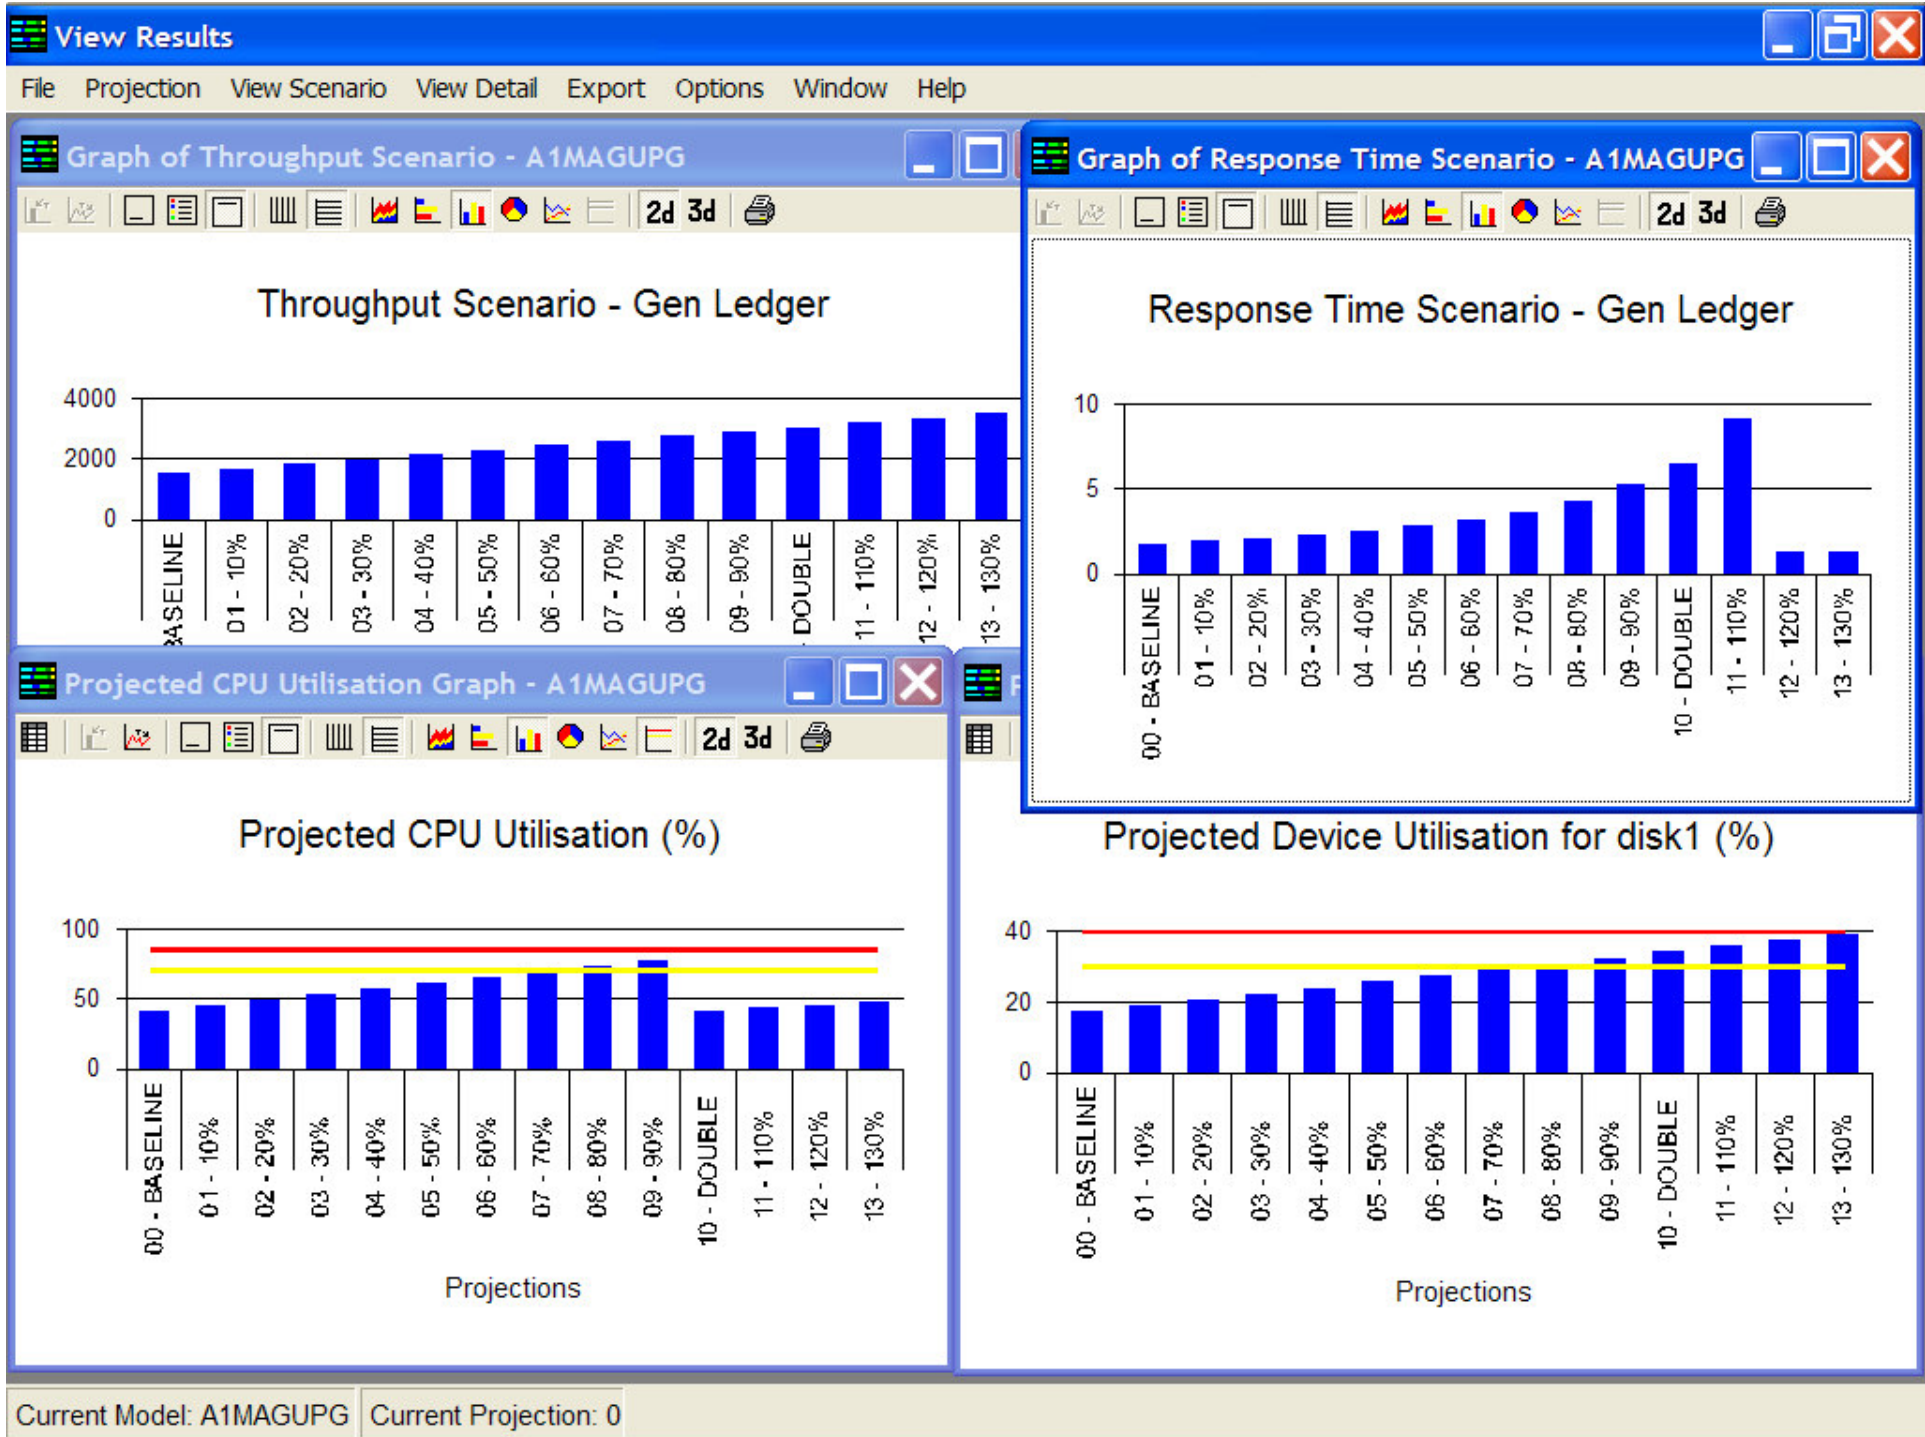 View Results
File Projection View Scenario View Detail Export Options Window Help
Graph of Throughput Scenario - A1MAGUPG
2d 3d
Throughput Scenario - Gen Ledger
4000
2000
0
BASELINE
01 - 10%
02 - 20%
03 - 30%
04 - 40%
05 - 50%
06 - 60%
07 - 70%
08 - 80%
09 - 90%
- DOUBLE
11 - 110%
12 - 120%
13 - 130%
Graph of Response Time Scenario - A1MAGUPG
2d 3d
Response Time Scenario - Gen Ledger
10
5
0
00 - BASELINE
01 - 10%
02 - 20%
03 - 30%
04 - 40%
05 - 50%
06 - 60%
07 - 70%
08 - 80%
09 - 90%
10 - DOUBLE
11 - 110%
12 - 120%
13 - 130%
Projected CPU Utilisation Graph - A1MAGUPG
2d 3d
Projected CPU Utilisation (%)
100
50
0
00 - BASELINE
01 - 10%
02 - 20%
03 - 30%
04 - 40%
05 - 50%
06 - 60%
07 - 70%
08 - 80%
09 - 90%
10 - DOUBLE
11 - 110%
12 - 120%
13 - 130%
Projections
Projected Device Utilisation for disk1 (%)
40
20
0
00 - BASELINE
01 - 10%
02 - 20%
03 - 30%
04 - 40%
05 - 50%
06 - 60%
07 - 70%
08 - 80%
09 - 90%
10 - DOUBLE
11 - 110%
12 - 120%
13 - 130%
Projections
Current Model: A1MAGUPG Current Projection: 0